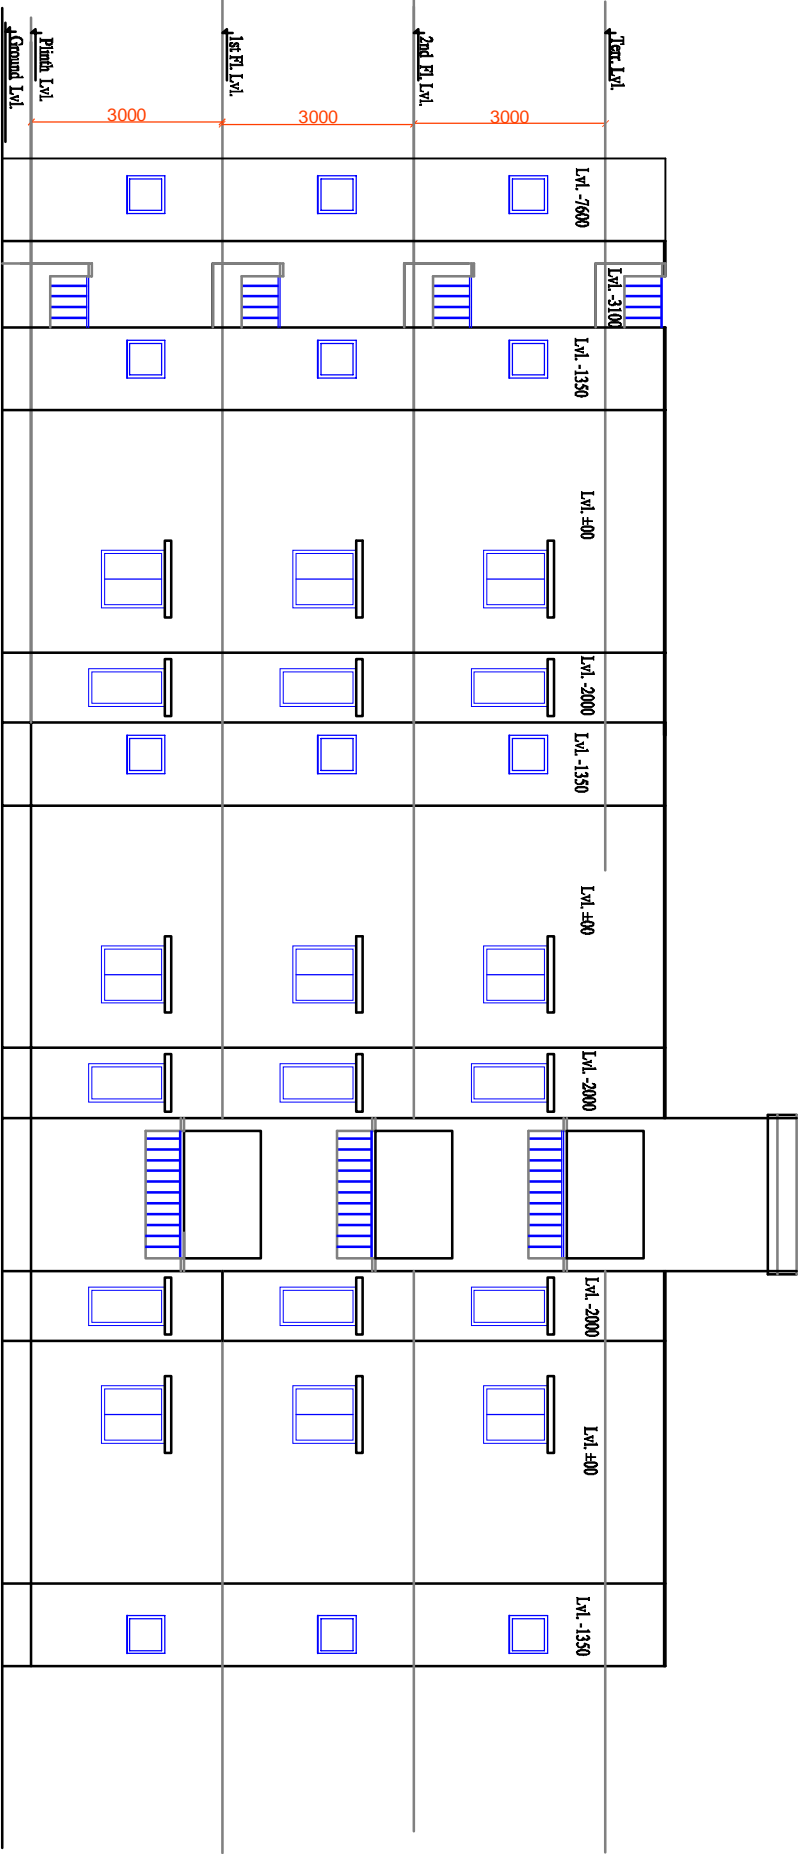 Terr. Lvl.
2nd Fl. Lvl.
1st Fl. Lvl.
Plinth Lvl.
Ground Lvl.
3000
3000
3000
Lvl. -7600
Lvl. -3100
Lvl. -1350
Lvl. ±00
Lvl. -2000
Lvl. -1350
Lvl. ±00
Lvl. -2000
Lvl. -2000
Lvl. ±00
Lvl. -1350